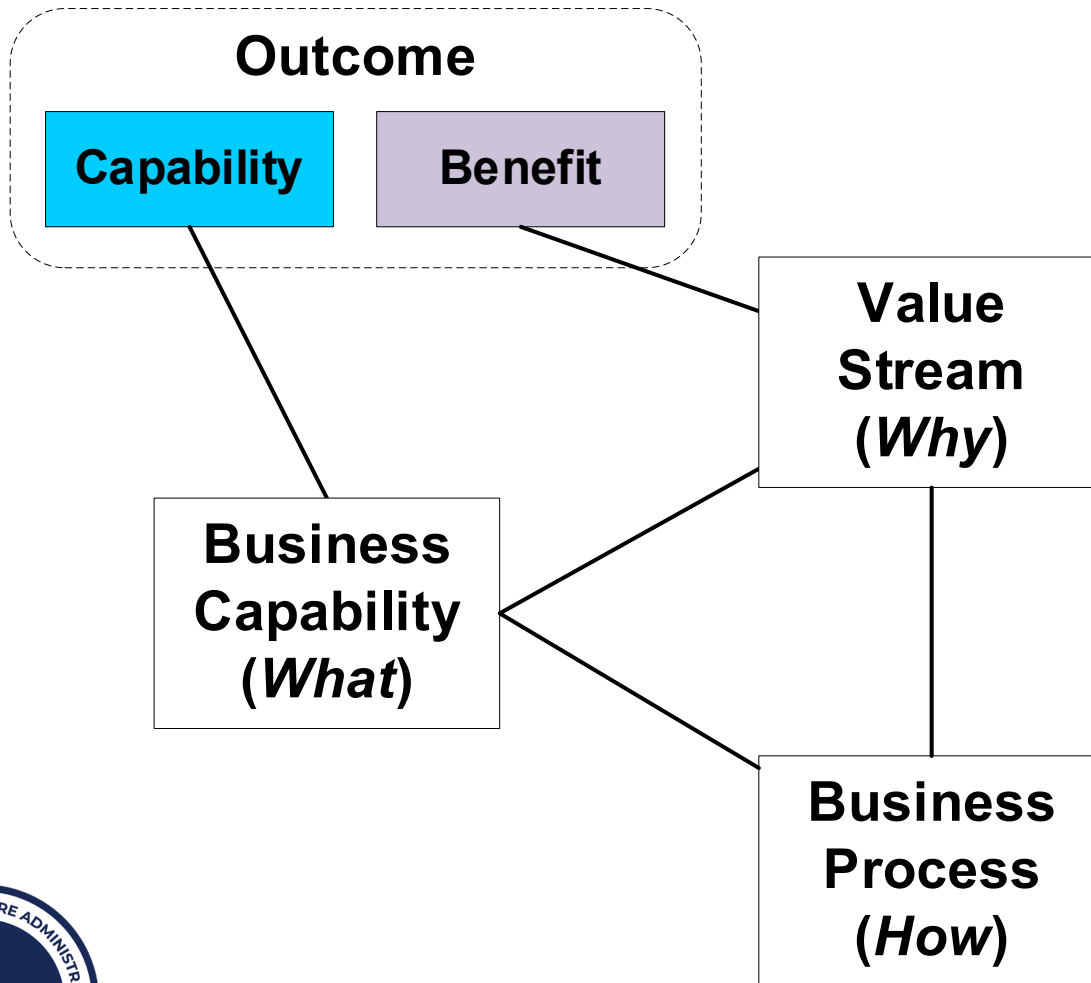 Outcome
Capability
Benefit
Value
Stream
(Why)
Business
Capability
(What)
Business
Process
(How)